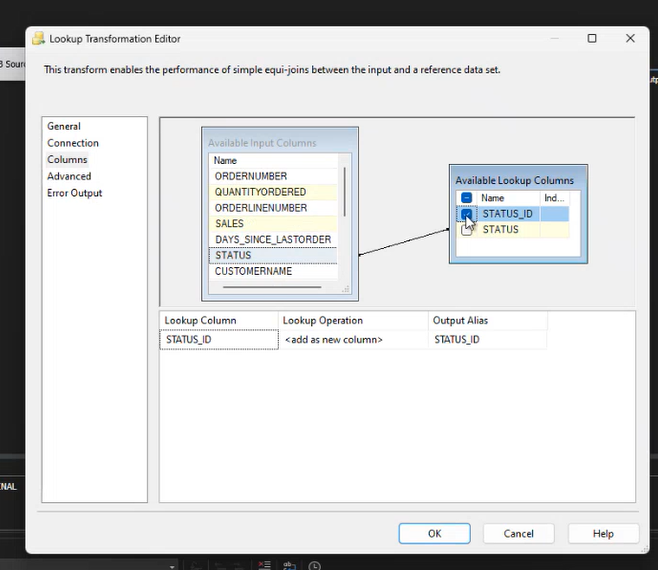 Lookup Transformation Editor
B Sourc
This transform enables the performance of simple equi-joins between the input and a reference data set.
General
Connection
Columns
Advanced
Error Output
Available Input Columns
Name
ORDERNUMBER
QUANTITYORDERED
ORDERLINENUMBER
SALES
DAYS_SINCE_LASTORDER
STATUS
CUSTOMERNAME
Available Lookup Columns
Name Ind...
STATUS_ID
STATUS
Lookup Column Lookup Operation Output Alias
STATUS_ID <add as new column> STATUS_ID
NAL
OK Cancel Help